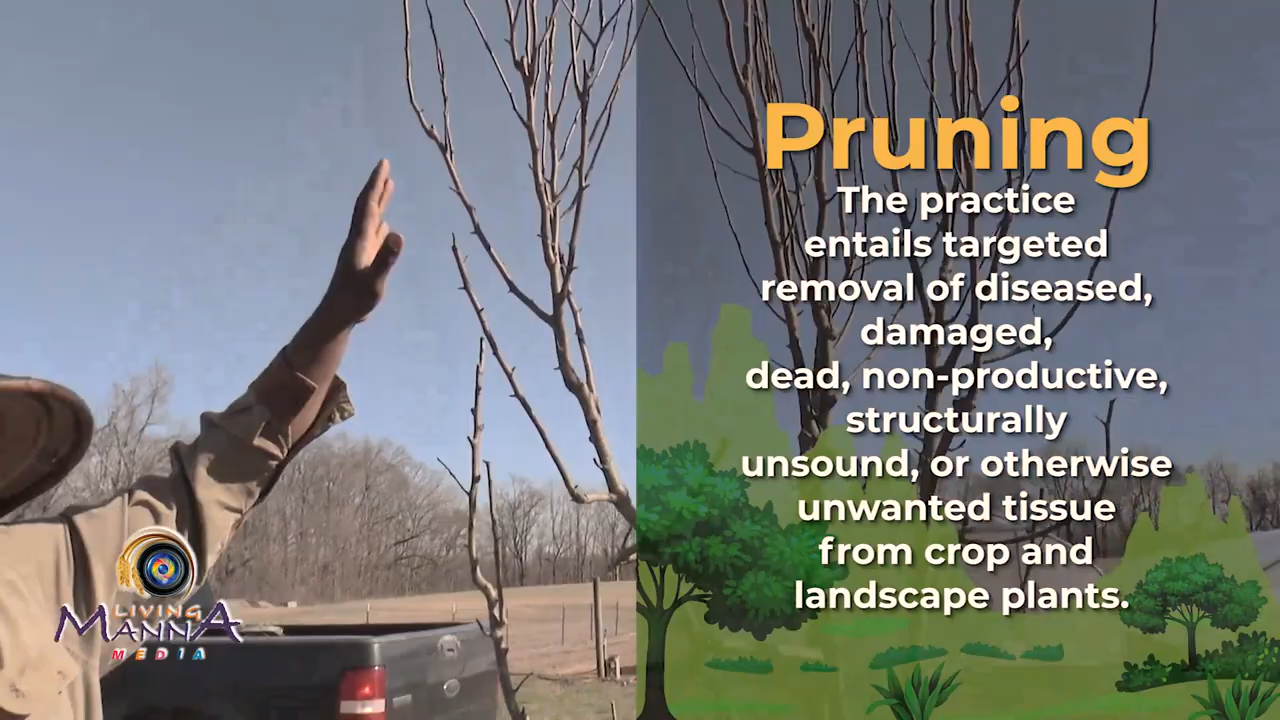 Pruning
The practice
entails targeted
removal of diseased,
damaged,
dead, non-productive,
structurally
unsound, or otherwise
unwanted tissue
from crop and
landscape plants.
LIVING
MANNA
MEDIA